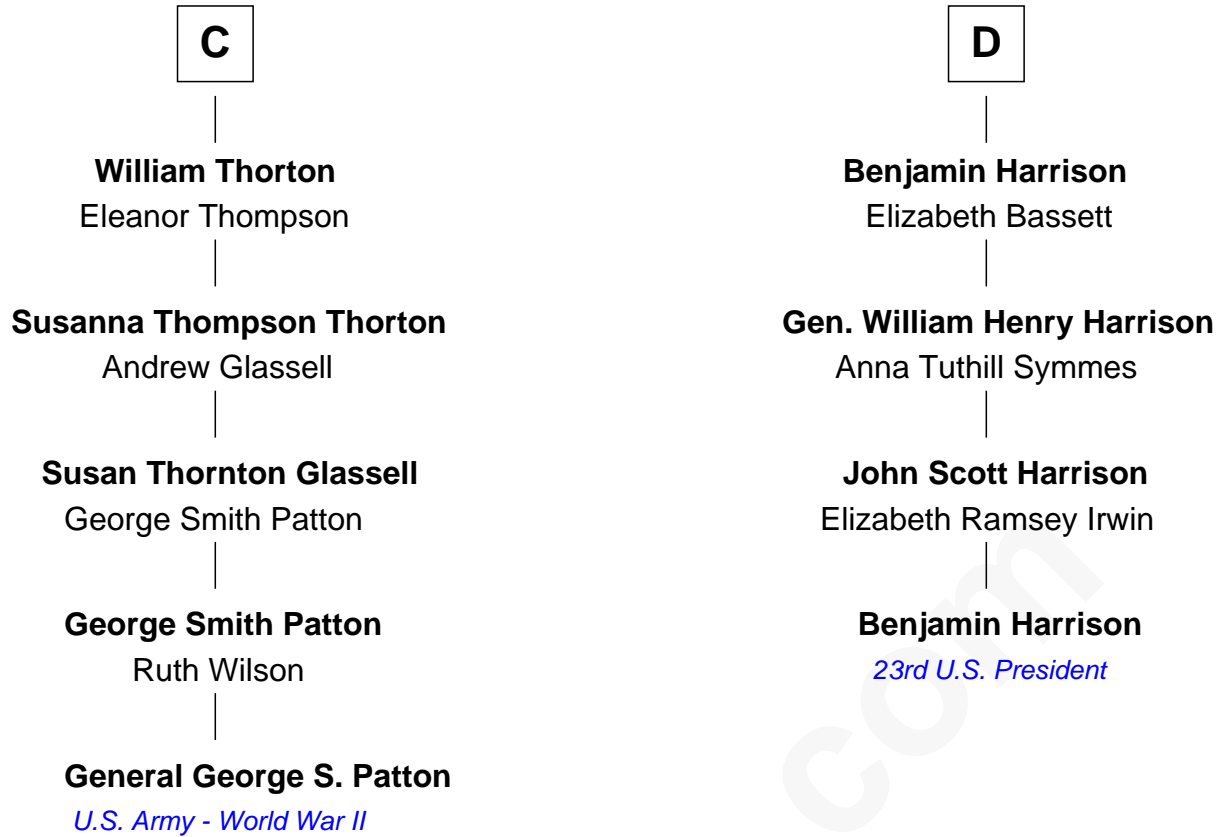 C
William Thorton
Eleanor Thompson
Susanna Thompson Thorton
Andrew Glassell
Susan Thornton Glassell
George Smith Patton
George Smith Patton
Ruth Wilson
General George S. Patton
U.S. Army - World War II
D
Benjamin Harrison
Elizabeth Bassett
Gen. William Henry Harrison
Anna Tuthill Symmes
John Scott Harrison
Elizabeth Ramsey Irwin
Benjamin Harrison
23rd U.S. President
com